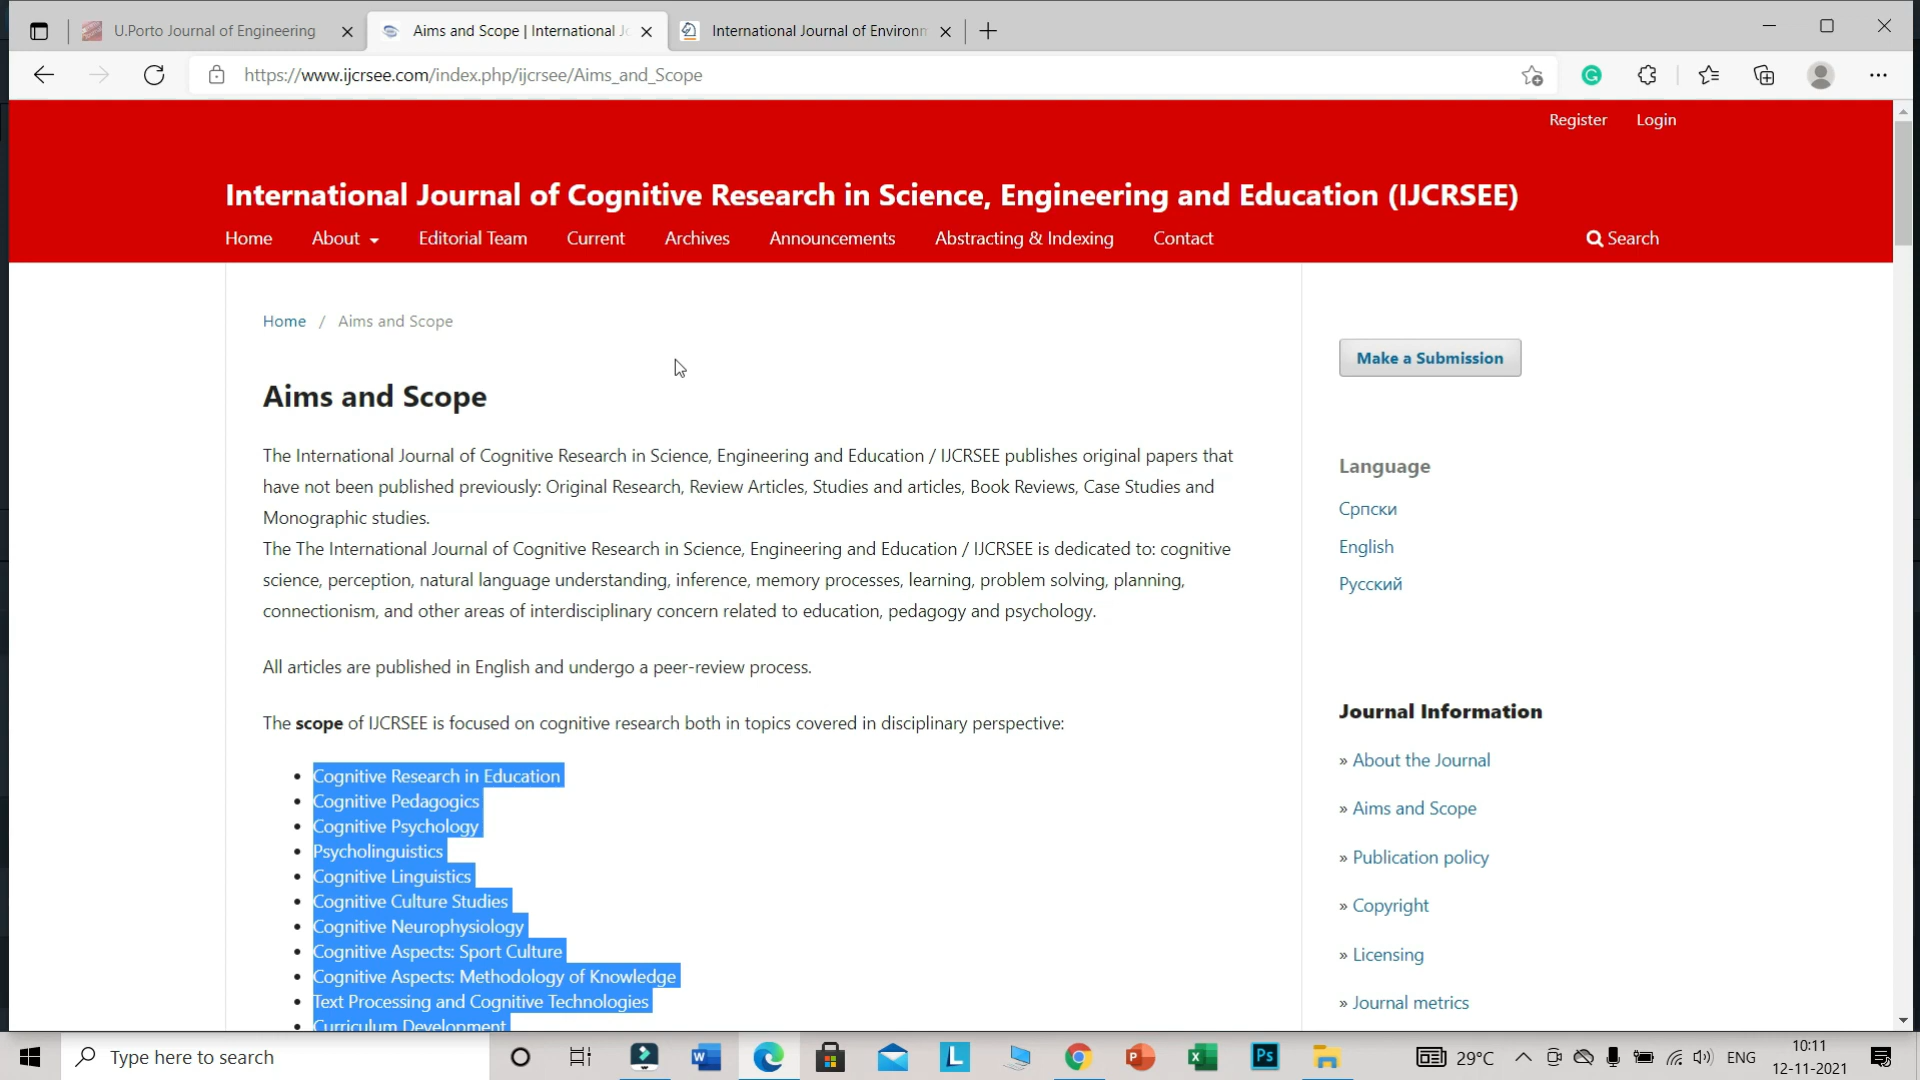 U.Porto Journal of Engineering
Aims and Scope | International Jo
International Journal of Environm
https://www.ijcrsee.com/index.php/ijcrsee/Aims_and_Scope
Register Login
International Journal of Cognitive Research in Science, Engineering and Education (IJCRSEE)
Home About Editorial Team Current Archives Announcements Abstracting & Indexing Contact Search
Home / Aims and Scope
Make a Submission
Aims and Scope
The International Journal of Cognitive Research in Science, Engineering and Education / IJCRSEE publishes original papers that
have not been published previously: Original Research, Review Articles, Studies and articles, Book Reviews, Case Studies and
Monographic studies.
The The International Journal of Cognitive Research in Science, Engineering and Education / IJCRSEE is dedicated to: cognitive
science, perception, natural language understanding, inference, memory processes, learning, problem solving, planning,
connectionism, and other areas of interdisciplinary concern related to education, pedagogy and psychology.
All articles are published in English and undergo a peer-review process.
The scope of IJCRSEE is focused on cognitive research both in topics covered in disciplinary perspective:
• Cognitive Research in Education
• Cognitive Pedagogics
• Cognitive Psychology
• Psycholinguistics
• Cognitive Linguistics
• Cognitive Culture Studies
• Cognitive Neurophysiology
• Cognitive Aspects: Sport Culture
• Cognitive Aspects: Methodology of Knowledge
• Text Processing and Cognitive Technologies
• Curriculum Development
Language
Српски
English
Русский
Journal Information
» About the Journal
» Aims and Scope
» Publication policy
» Copyright
» Licensing
» Journal metrics
Type here to search
29°C
ENG
10:11
12-11-2021